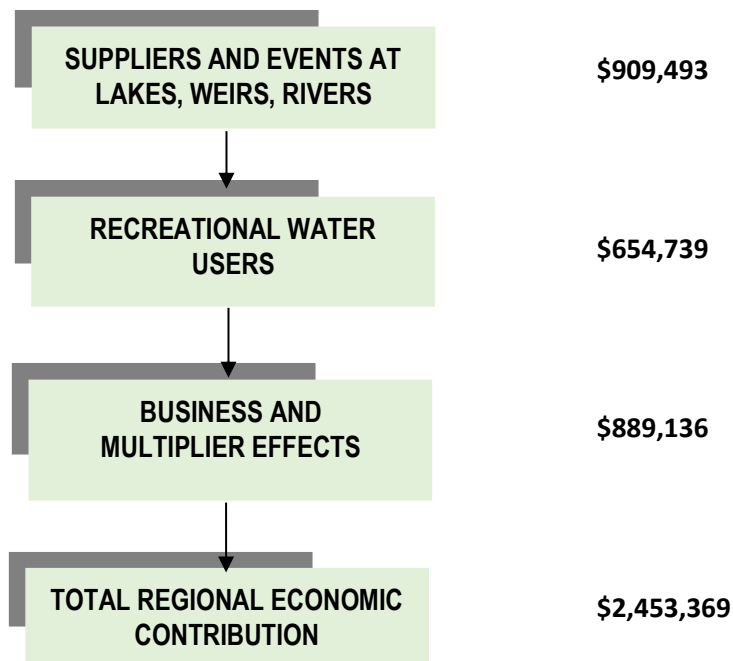 SUPPLIERS AND EVENTS AT
LAKES, WEIRS, RIVERS
$909,493
RECREATIONAL WATER
USERS
$654,739
BUSINESS AND
MULTIPLIER EFFECTS
$889,136
TOTAL REGIONAL ECONOMIC
CONTRIBUTION
$2,453,369